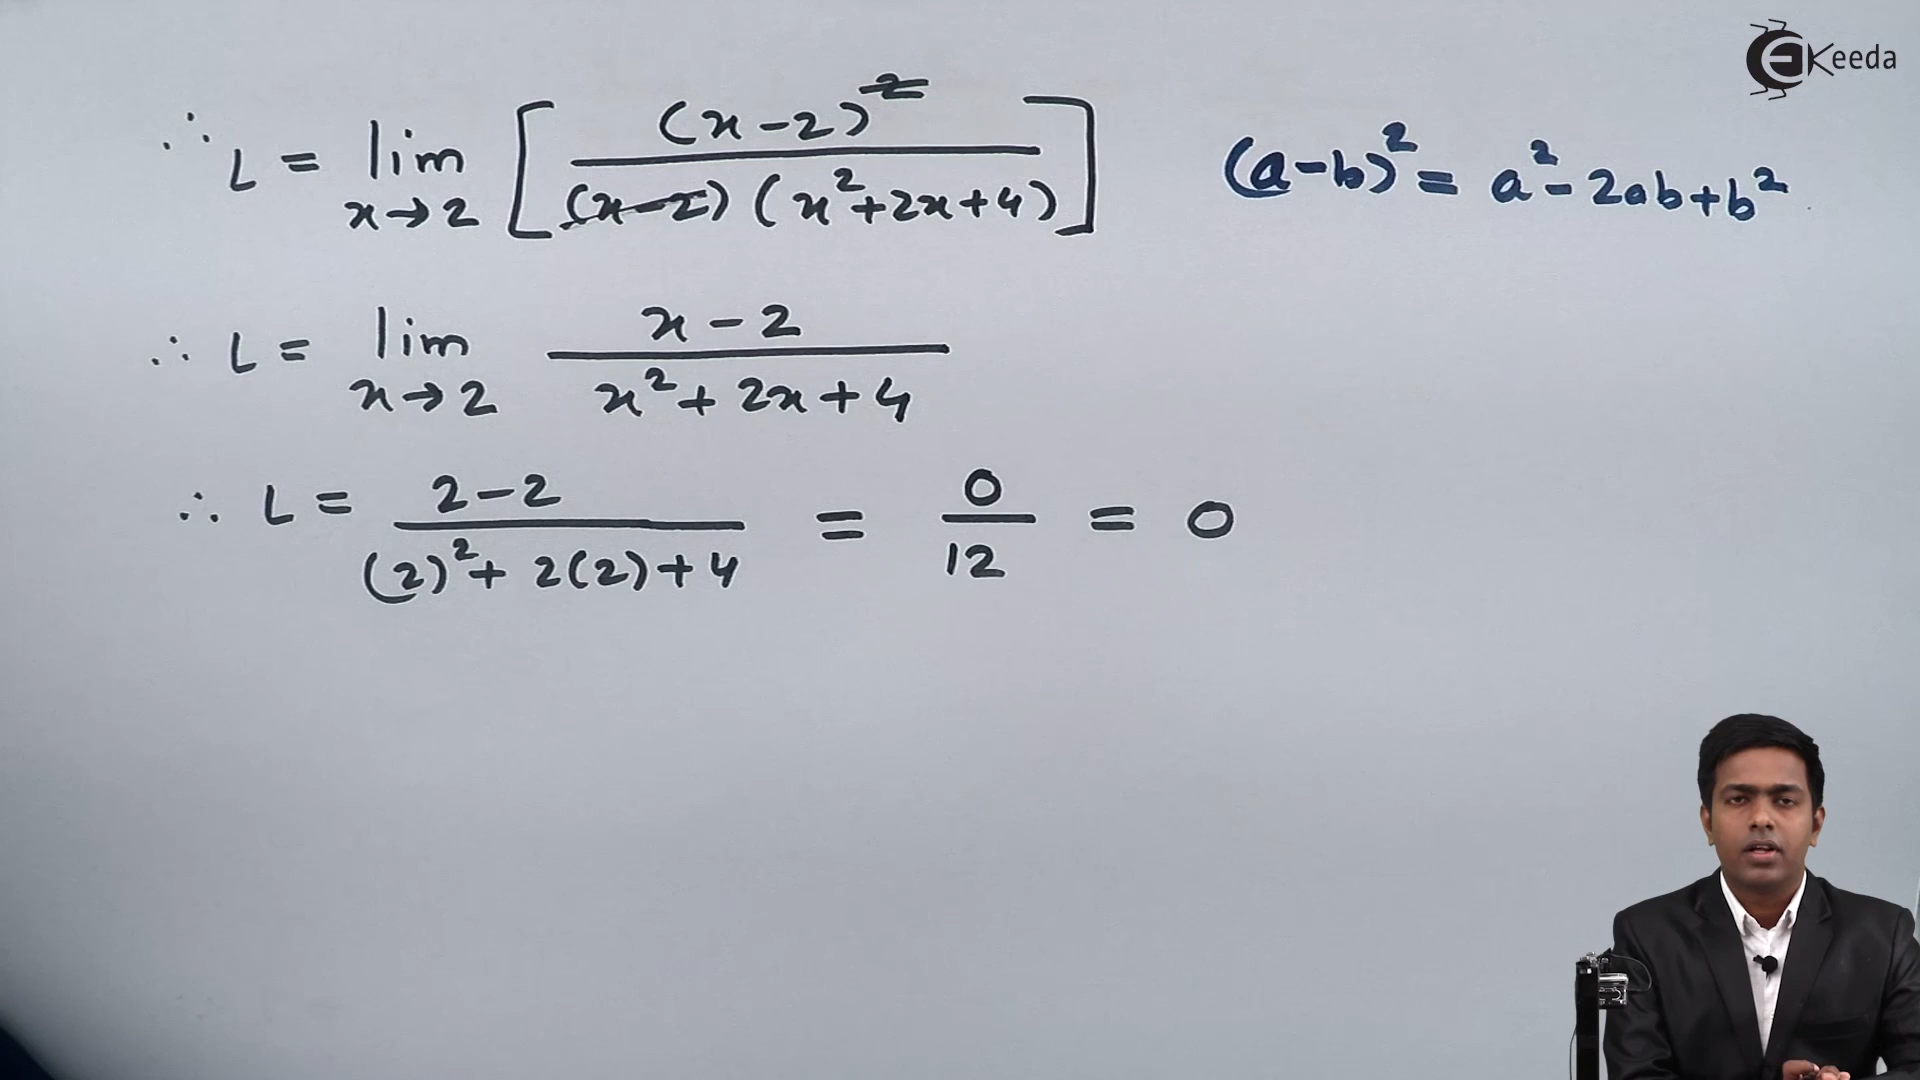 EKeeda
∴ L = lim x→2 [ (x-2)² / (x-2)(x²+2x+4) ]
(a-b)² = a²-2ab+b²
∴ L = lim x→2 x-2 / x²+2x+4
∴ L = 2-2 / (2)²+2(2)+4 = 0/12 = 0